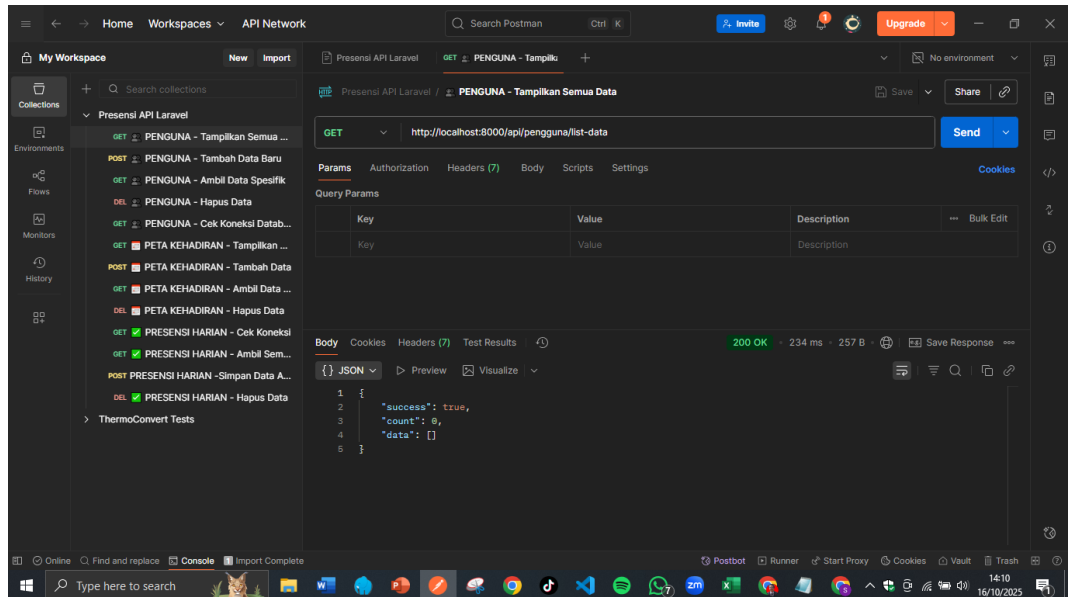 Home Workspaces API Network Search Postman Ctrl K Invite 1 Upgrade
My Workspace New Import Presensi API Laravel GET PENGUNA - Tampilka No environment
Collections
Environments
Flows
Monitors
History
Search collections
Presensi API Laravel
GET PENGUNA - Tampilkan Semua ...
POST PENGUNA - Tambah Data Baru
GET PENGUNA - Ambil Data Spesifik
DEL PENGUNA - Hapus Data
GET PENGUNA - Cek Koneksi Datab...
GET PETA KEHADIRAN - Tampilkan ...
POST PETA KEHADIRAN - Tambah Data
GET PETA KEHADIRAN - Ambil Data ...
DEL PETA KEHADIRAN - Hapus Data
GET PRESENSI HARIAN - Cek Koneksi
GET PRESENSI HARIAN - Ambil Sem...
POST PRESENSI HARIAN -Simpan Data A...
DEL PRESENSI HARIAN - Hapus Data
ThermoConvert Tests
HTTP Presensi API Laravel / PENGUNA - Tampilkan Semua Data Save Share
GET http://localhost:8000/api/pengguna/list-data Send
Params Authorization Headers (7) Body Scripts Settings Cookies
Query Params
Key Value Description Bulk Edit
Key Value Description
Body Cookies Headers (7) Test Results 200 OK 234 ms 257 B Save Response
{} JSON Preview Visualize
1 {
2 "success": true,
3 "count": 0,
4 "data": []
5 }
Online Find and replace Console 1 Import Complete Postbot Runner Start Proxy Cookies Vault Trash
Type here to search 14:10
16/10/2025